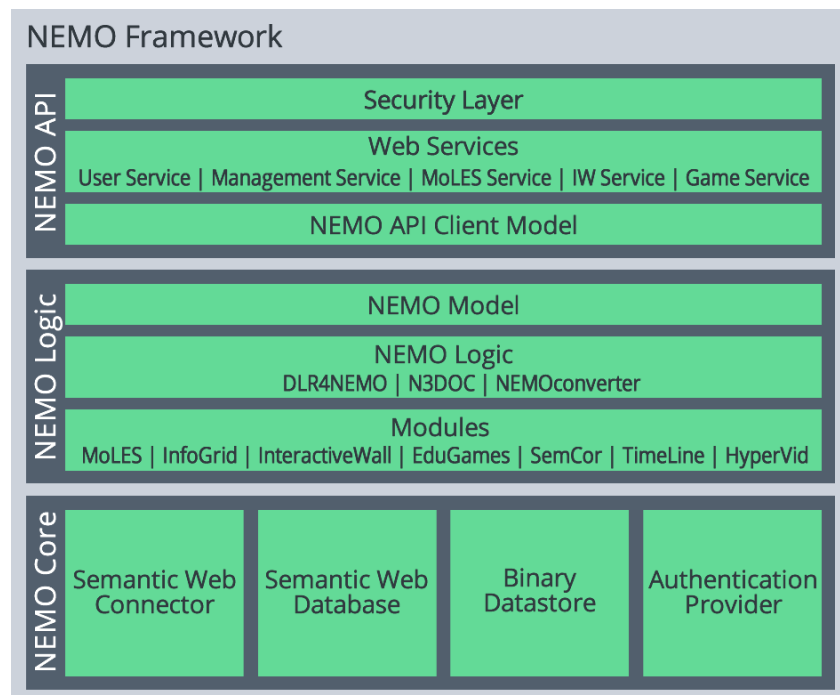 NEMO Framework
NEMO API
Security Layer
Web Services
User Service | Management Service | MoLES Service | IW Service | Game Service
NEMO API Client Model
NEMO Logic
NEMO Model
NEMO Logic
DLR4NEMO | N3DOC | NEMOconverter
Modules
MoLES | InfoGrid | InteractiveWall | EduGames | SemCor | TimeLine | HyperVid
NEMO Core
Semantic Web
Connector
Semantic Web
Database
Binary
Datastore
Authentication
Provider